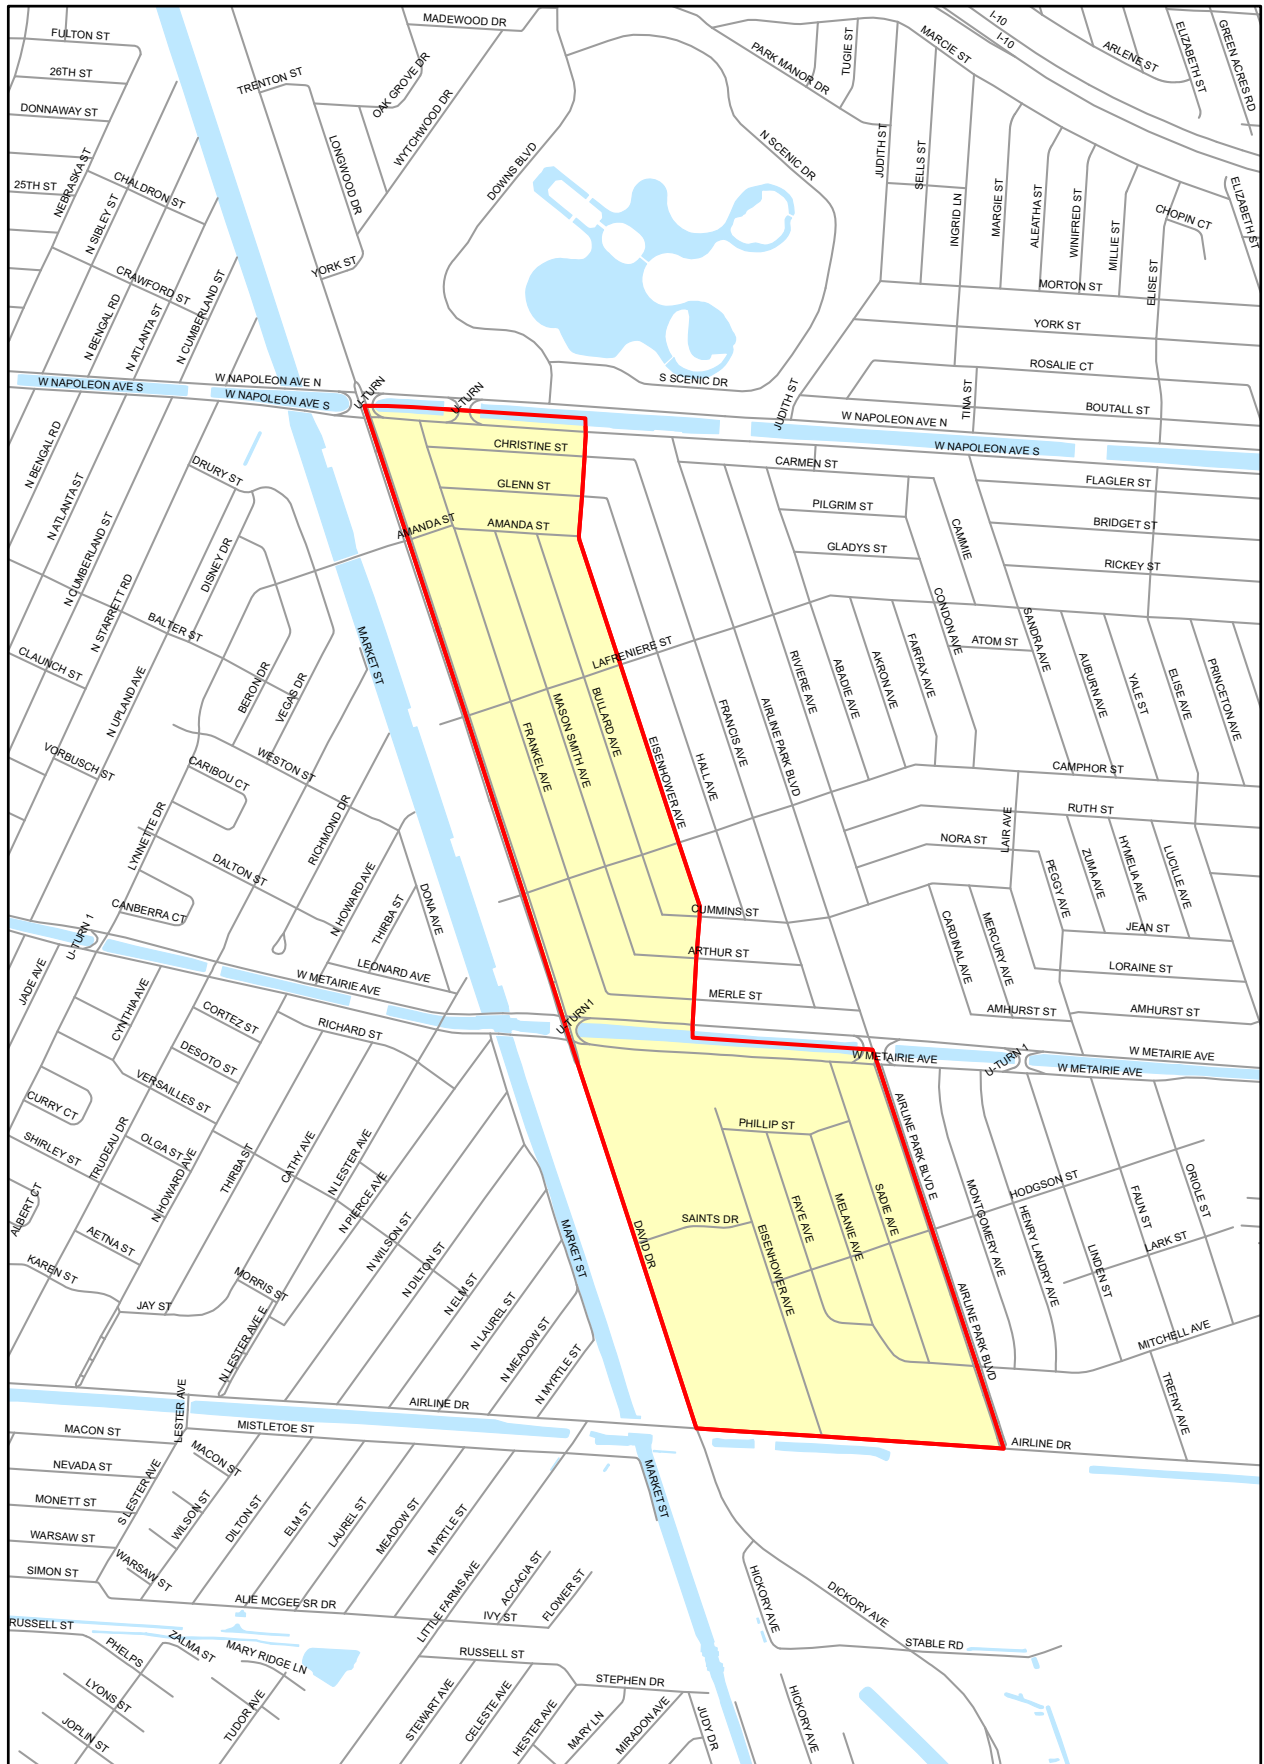 MADEWOOD DR
FULTON ST
26TH ST
DONNAWAY ST
25TH ST
NEBRASKA ST
CHALDRON ST
N SIBLEY ST
CRAWFORD ST
N BENGAL RD
N ATLANTA ST
N CUMBERLAND ST
TRENTON ST
OAK GROVE DR
LONGWOOD DR
WYTCHWOOD DR
YORK ST
DOWNS BLVD
N SCENIC DR
S SCENIC DR
PARK MANOR DR
TUGIE ST
MARCIE ST
I-10
I-10
ARLENE ST
ELIZABETH ST
GREEN ACRES RD
JUDITH ST
SELLS ST
INGRID LN
MARGIE ST
ALEATHA ST
WINIFRED ST
MILLIE ST
ELISE ST
CHOPIN CT
ELIZABETH ST
MORTON ST
YORK ST
ROSALIE CT
BOUTALL ST
TINA ST
JUDITH ST
W NAPOLEON AVE S
W NAPOLEON AVE N
W NAPOLEON AVE S
U-TURN
U-TURN
W NAPOLEON AVE N
W NAPOLEON AVE S
CHRISTINE ST
GLENN ST
AMANDA ST
AMANDA ST
CARMEN ST
PILGRIM ST
GLADYS ST
CAMMIE
FLAGLER ST
BRIDGET ST
RICKEY ST
N BENGAL RD
N ATLANTA ST
N CUMBERLAND ST
N STARRETT RD
DRURY ST
DISNEY DR
BALTER ST
CLAUNCH ST
N UPLAND AVE
VORBUSCH ST
BERON DR
VEGAS DR
MARKET ST
WESTON ST
CARIBOU CT
RICHMOND DR
LYNNETTE DR
DALTON ST
CANBERRA CT
N HOWARD AVE
THIRBA ST
DONA AVE
LEONARD AVE
LAFRENIERE ST
FRANKEL AVE
MASON SMITH AVE
BULLARD AVE
EISENHOWER AVE
HALL AVE
FRANCIS AVE
AIRLINE PARK BLVD
RIVIERE AVE
ABADIE AVE
AKRON AVE
FAIRFAX AVE
CONDON AVE
ATOM ST
SANDRA AVE
AUBURN AVE
YALE ST
ELISE AVE
PRINCETON AVE
CAMPHOR ST
RUTH ST
NORA ST
LAIR AVE
PEGGY AVE
ZUMA AVE
HYMELIA AVE
LUCILLE AVE
JEAN ST
LORAINE ST
CUMMINS ST
ARTHUR ST
MERLE ST
CARDINAL AVE
MERCURY AVE
AMHURST ST
AMHURST ST
U-TURN 1
W METAIRIE AVE
U-TURN 1
W METAIRIE AVE
U-TURN 1
W METAIRIE AVE
W METAIRIE AVE
JADE AVE
CYNTHIA AVE
CORTEZ ST
RICHARD ST
DESOTO ST
VERSAILLES ST
CURRY CT
SHIRLEY ST
TRUDEAU DR
OLGA ST
N HOWARD AVE
THIRBA ST
CATHY AVE
N LESTER AVE
N PIERCE AVE
ALBERT CT
AETNA ST
KAREN ST
JAY ST
MORRIS ST
N LESTER AVE E
N WILSON ST
N DILTON ST
N ELM ST
N LAUREL ST
N MEADOW ST
N MYRTLE ST
MARKET ST
PHILLIP ST
SAINTS DR
DAVID DR
EISENHOWER AVE
FAYE AVE
MELANIE AVE
SADIE AVE
AIRLINE PARK BLVD E
AIRLINE PARK BLVD
MONTGOMERY AVE
HENRY LANDRY AVE
HODGSON ST
LINDEN ST
FAUN ST
ORIOLE ST
LARK ST
MITCHELL AVE
TREFNY AVE
AIRLINE DR
AIRLINE DR
LESTER AVE
MISTLETOE ST
MACON ST
MACON ST
NEVADA ST
MONETT ST
WARSAW ST
SIMON ST
S LESTER AVE
WILSON ST
WARSAW ST
DILTON ST
ELM ST
LAUREL ST
MEADOW ST
MYRTLE ST
MARKET ST
ALIE MCGEE SR DR
LITTLE FARMS AVE
ACCACIA ST
FLOWER ST
IVY ST
HICKORY AVE
DICKORY AVE
STABLE RD
RUSSELL ST
PHELPS
ZALMA ST
MARY RIDGE LN
LYONS ST
JOPLIN ST
TUDOR AVE
RUSSELL ST
STEWART AVE
CELESTE AVE
HESTER AVE
STEPHEN DR
MARY LN
MIRADON AVE
JUDY DR
HICKORY AVE